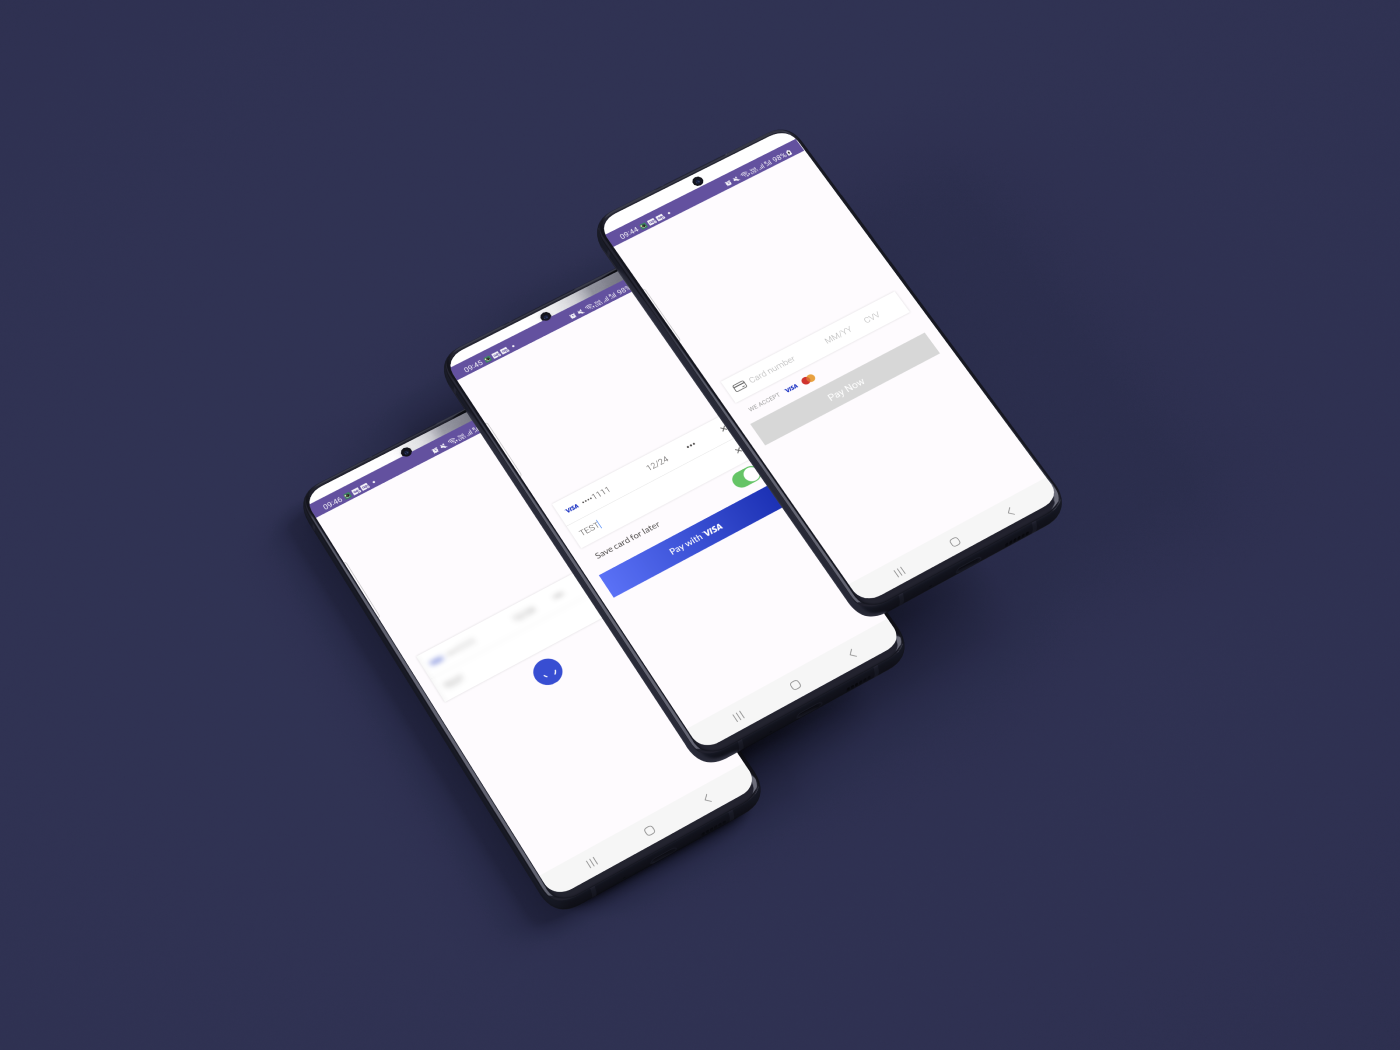 09:44
98%
Card number
MM/YY
CVV
WE ACCEPT VISA
Pay Now
09:45
98%
VISA ••••1111
12/24
•••
TEST
Save card for later
Pay with VISA
09:46